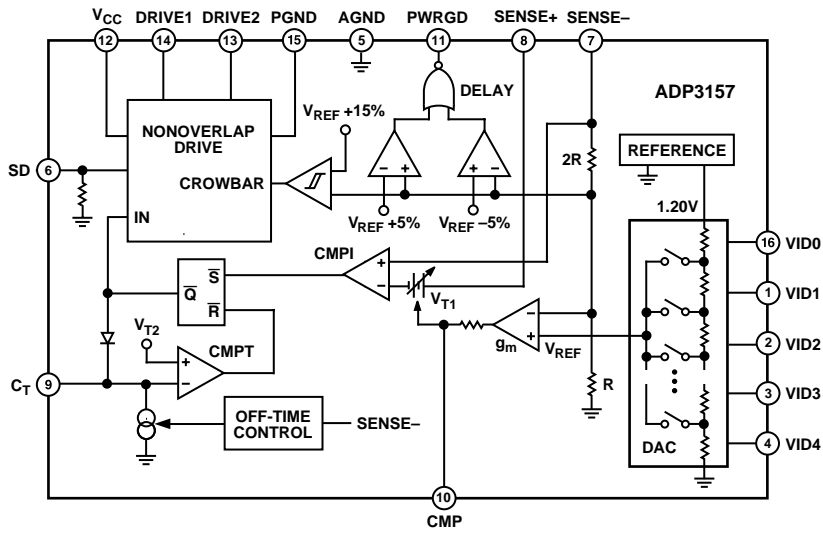 VCC DRIVE1 DRIVE2 PGND AGND PWRGD SENSE+ SENSE–
12 14 13 15 5 11 8 7
DELAY
ADP3157
VREF +15%
NONOVERLAP
DRIVE
2R
REFERENCE
SD 6
CROWBAR
– + + –
1.20V
IN
VREF +5% VREF –5%
16 VID0
CMPI
+
–
S
Q
R
VT1
1 VID1
VT2
–
+
gm
VREF
2 VID2
CMPT
+
–
CT 9
R
3 VID3
OFF-TIME
CONTROL
SENSE–
DAC
4 VID4
10
CMP